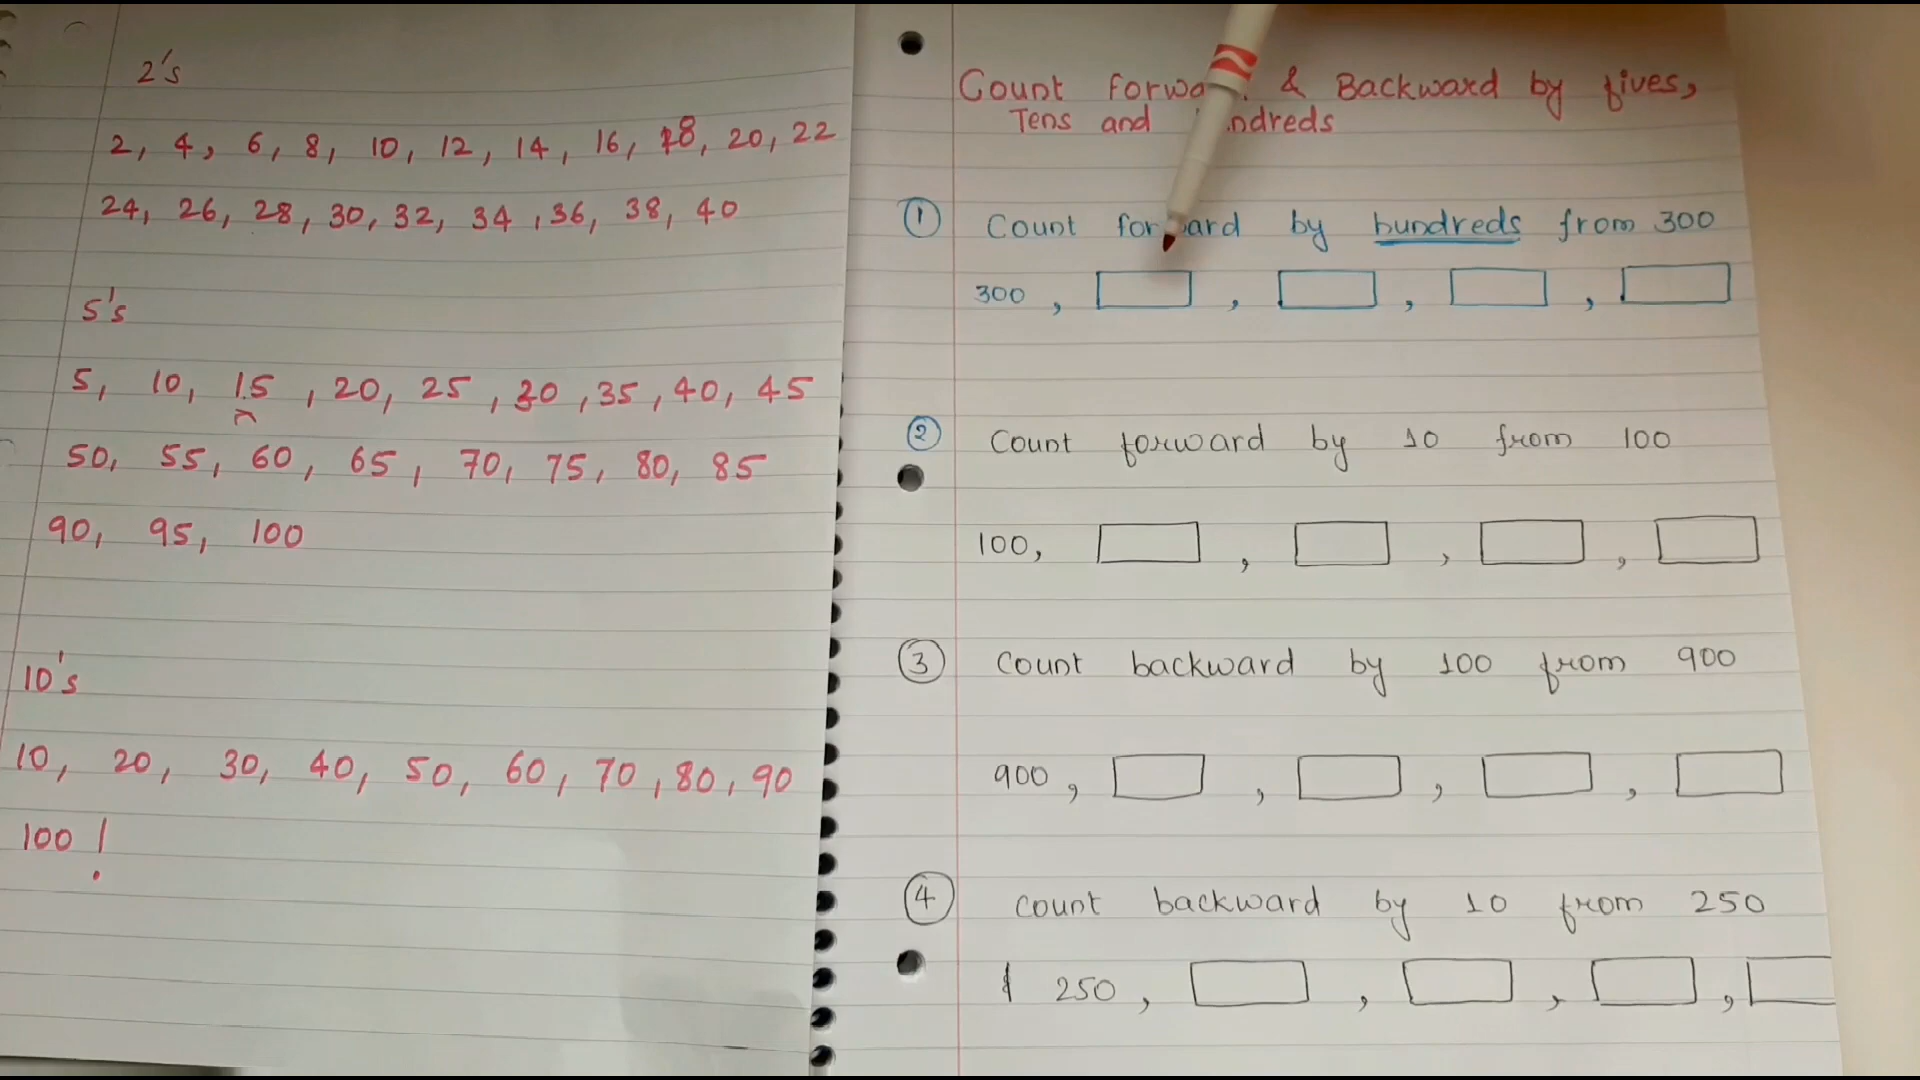 2's
2, 4, 6, 8, 10, 12, 14, 16, 18, 20, 22
24, 26, 28, 30, 32, 34, 36, 38, 40
5's
5, 10, 15, 20, 25, 30, 35, 40, 45
50, 55, 60, 65, 70, 75, 80, 85
90, 95, 100
10's
10, 20, 30, 40, 50, 60, 70, 80, 90
100 !
Count & Backward by fives,
Tens and
1 Count forward by hundreds from 300
300 , , , ,
2 Count forward by 10 from 100
100, , , ,
3 Count backward by 100 from 900
900 , , , ,
4 Count backward by 10 from 250
250 , , , ,